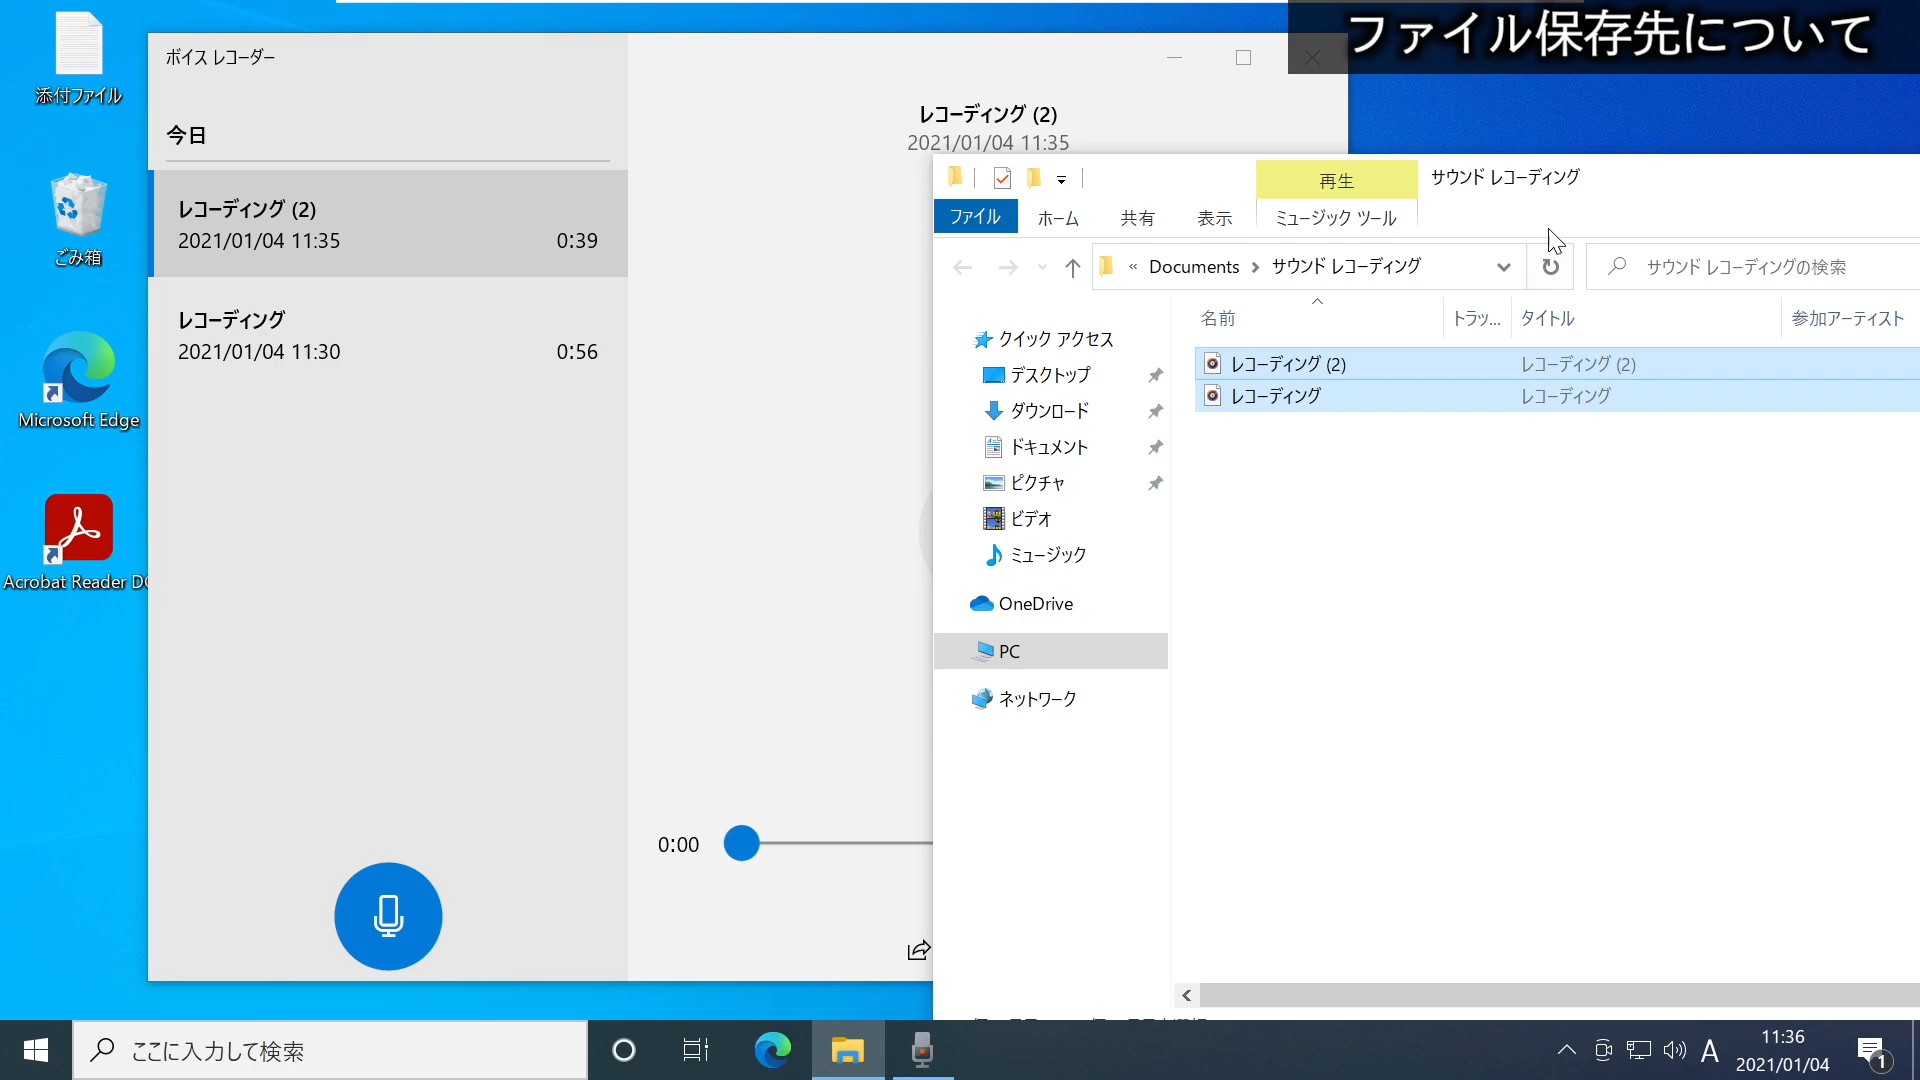 ファイル保存先について
添付ファイル
ごみ箱
Microsoft Edge
Acrobat Reader DC
ボイス レコーダー
今日
レコーディング (2)
2021/01/04 11:35
0:39
レコーディング
2021/01/04 11:30
0:56
レコーディング (2)
2021/01/04 11:35
0:00
再生
サウンド レコーディング
ファイル
ホーム
共有
表示
ミュージック ツール
« Documents › サウンド レコーディング
サウンド レコーディングの検索
名前
トラッ...
タイトル
参加アーティスト
レコーディング (2)
レコーディング (2)
レコーディング
レコーディング
クイック アクセス
デスクトップ
ダウンロード
ドキュメント
ピクチャ
ビデオ
ミュージック
OneDrive
PC
ネットワーク
ここに入力して検索
A
11:36
2021/01/04
1